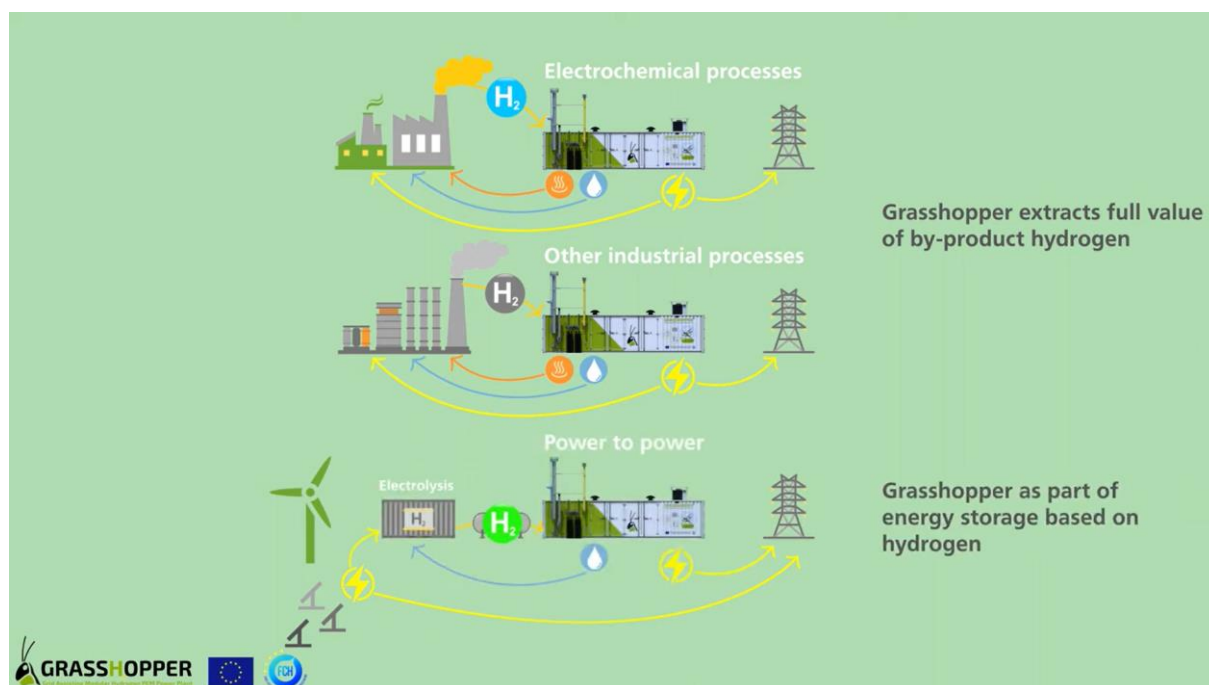 Electrochemical processes
H2
Grasshopper extracts full value
of by-product hydrogen
Other industrial processes
H2
Power to power
Electrolysis
H2
H2
Grasshopper as part of
energy storage based on
hydrogen
GRASSHOPPER
FCH